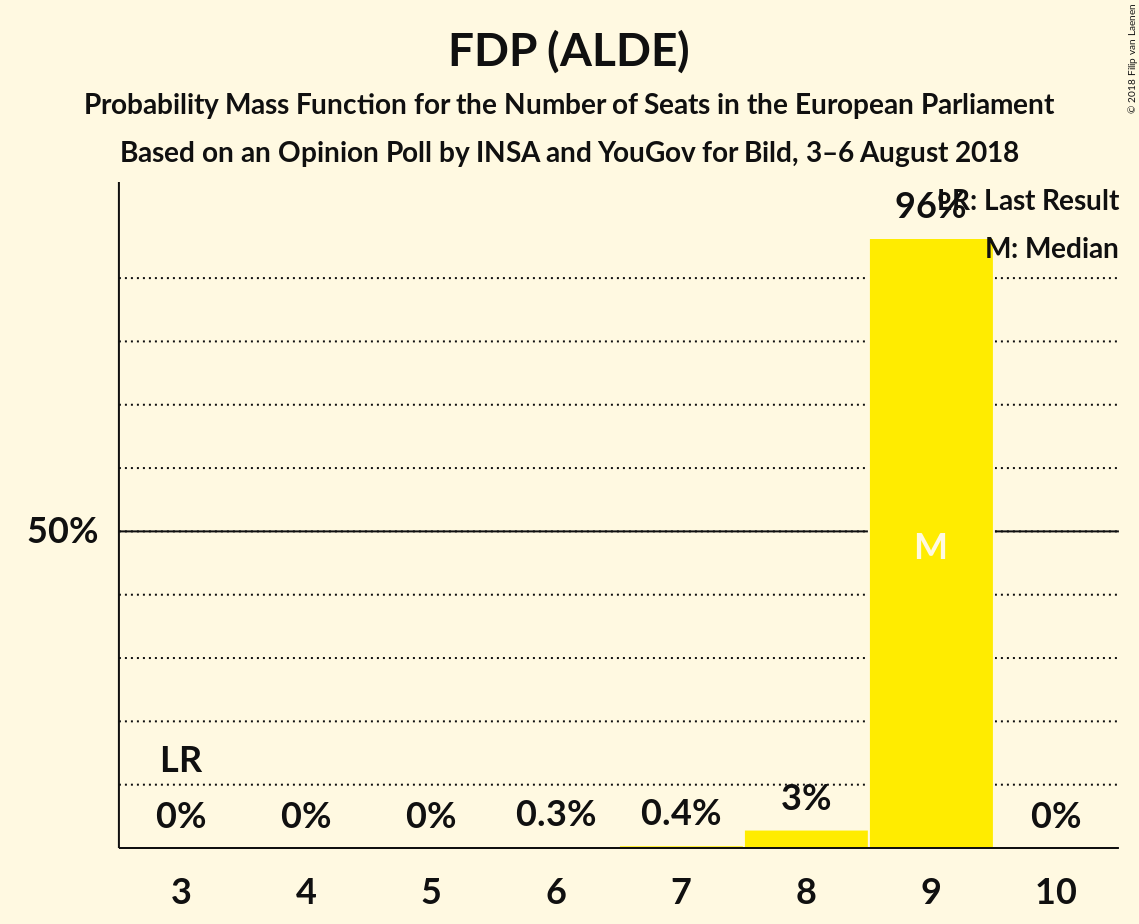 FDP (ALDE)
Probability Mass Function for the Number of Seats in the European Parliament
Based on an Opinion Poll by INSA and YouGov for Bild, 3–6 August 2018
© 2018 Filip van Laenen
LR: Last Result
M: Median
96%
50%
M
LR
0%
0%
0%
0.3%
0.4%
3%
0%
3
4
5
6
7
8
9
10